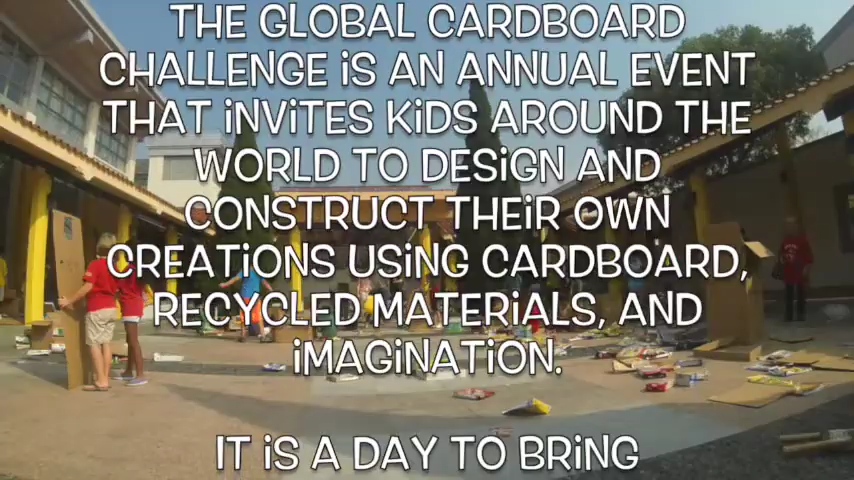 THE GLOBAL CARDBOARD
CHALLENGE iS AN ANNUAL EVENT
THAT iNViTES KiDS AROUND THE
WORLD TO DESiGN AND
CONSTRUCT THEiR OWN
CREATiONS USiNG CARDBOARD,
RECYCLED MATERiALS, AND
iMAGiNATiON.
IT iS A DAY TO BRiNG